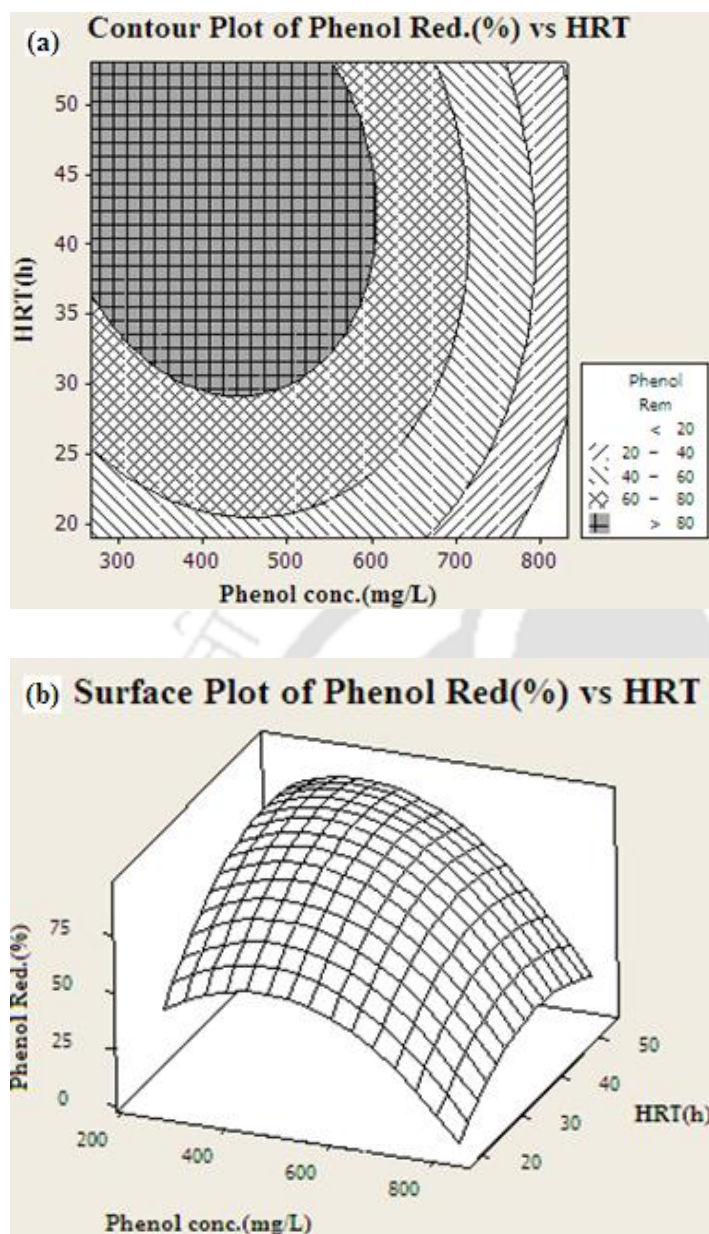 (a) Contour Plot of Phenol Red.(%) vs HRT
50
45
40
35
30
25
20
HRT(h)
300 400 500 600 700 800
Phenol conc.(mg/L)
Phenol
Rem
< 20
20 – 40
40 – 60
60 – 80
> 80
(b) Surface Plot of Phenol Red(%) vs HRT
75
50
25
0
Phenol Red.(%)
200 400 600 800
Phenol conc.(mg/L)
20 30 40 50
HRT(h)